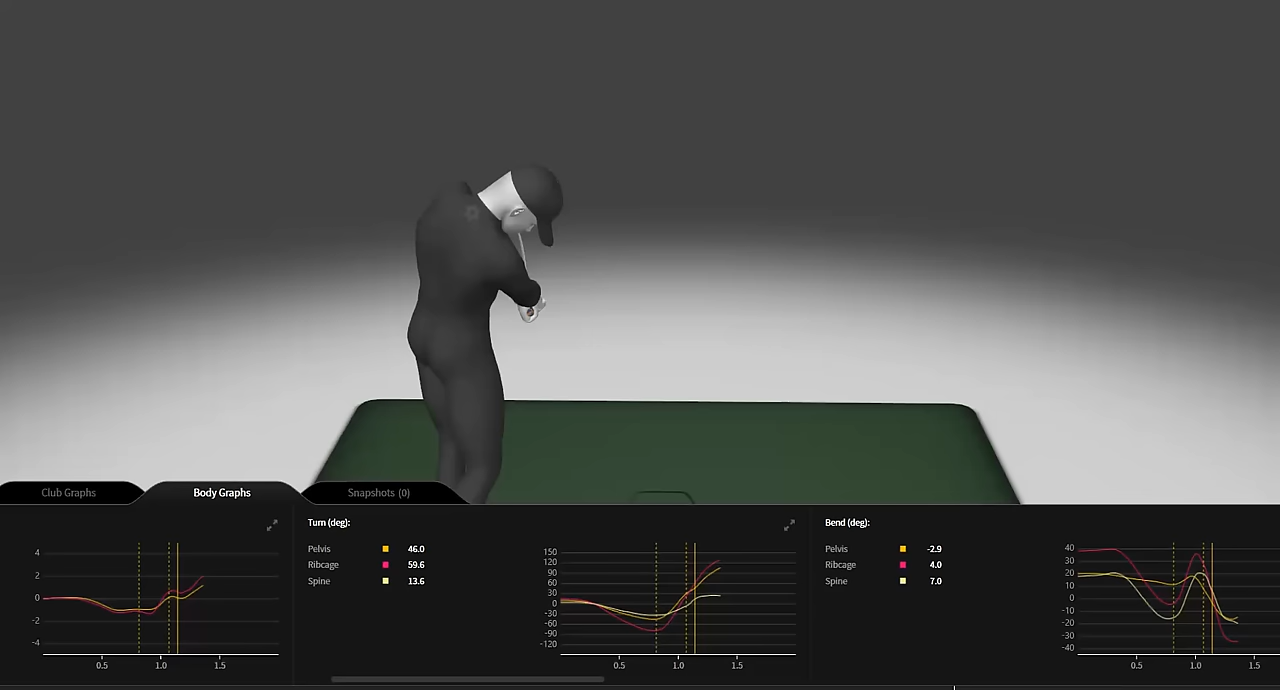 Club Graphs
Body Graphs
Snapshots (0)
4
2
0
-2
-4
0.5 1.0 1.5
Turn (deg):
Pelvis 46.0
Ribcage 59.6
Spine 13.6
150
120
90
60
30
0
-30
-60
-90
-120
0.5 1.0 1.5
Bend (deg):
Pelvis -2.9
Ribcage 4.0
Spine 7.0
40
30
20
10
0
-10
-20
-30
-40
0.5 1.0 1.5